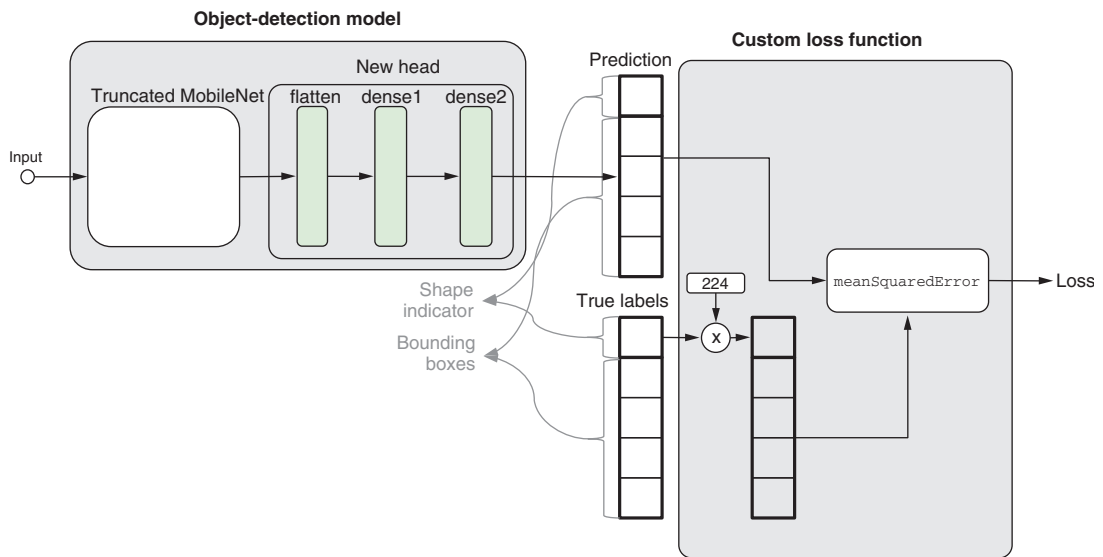 Object-detection model
Custom loss function
New head
Prediction
Truncated MobileNet
flatten
dense1
dense2
Input
Shape
indicator
Bounding
boxes
True labels
224
x
meanSquaredError
Loss